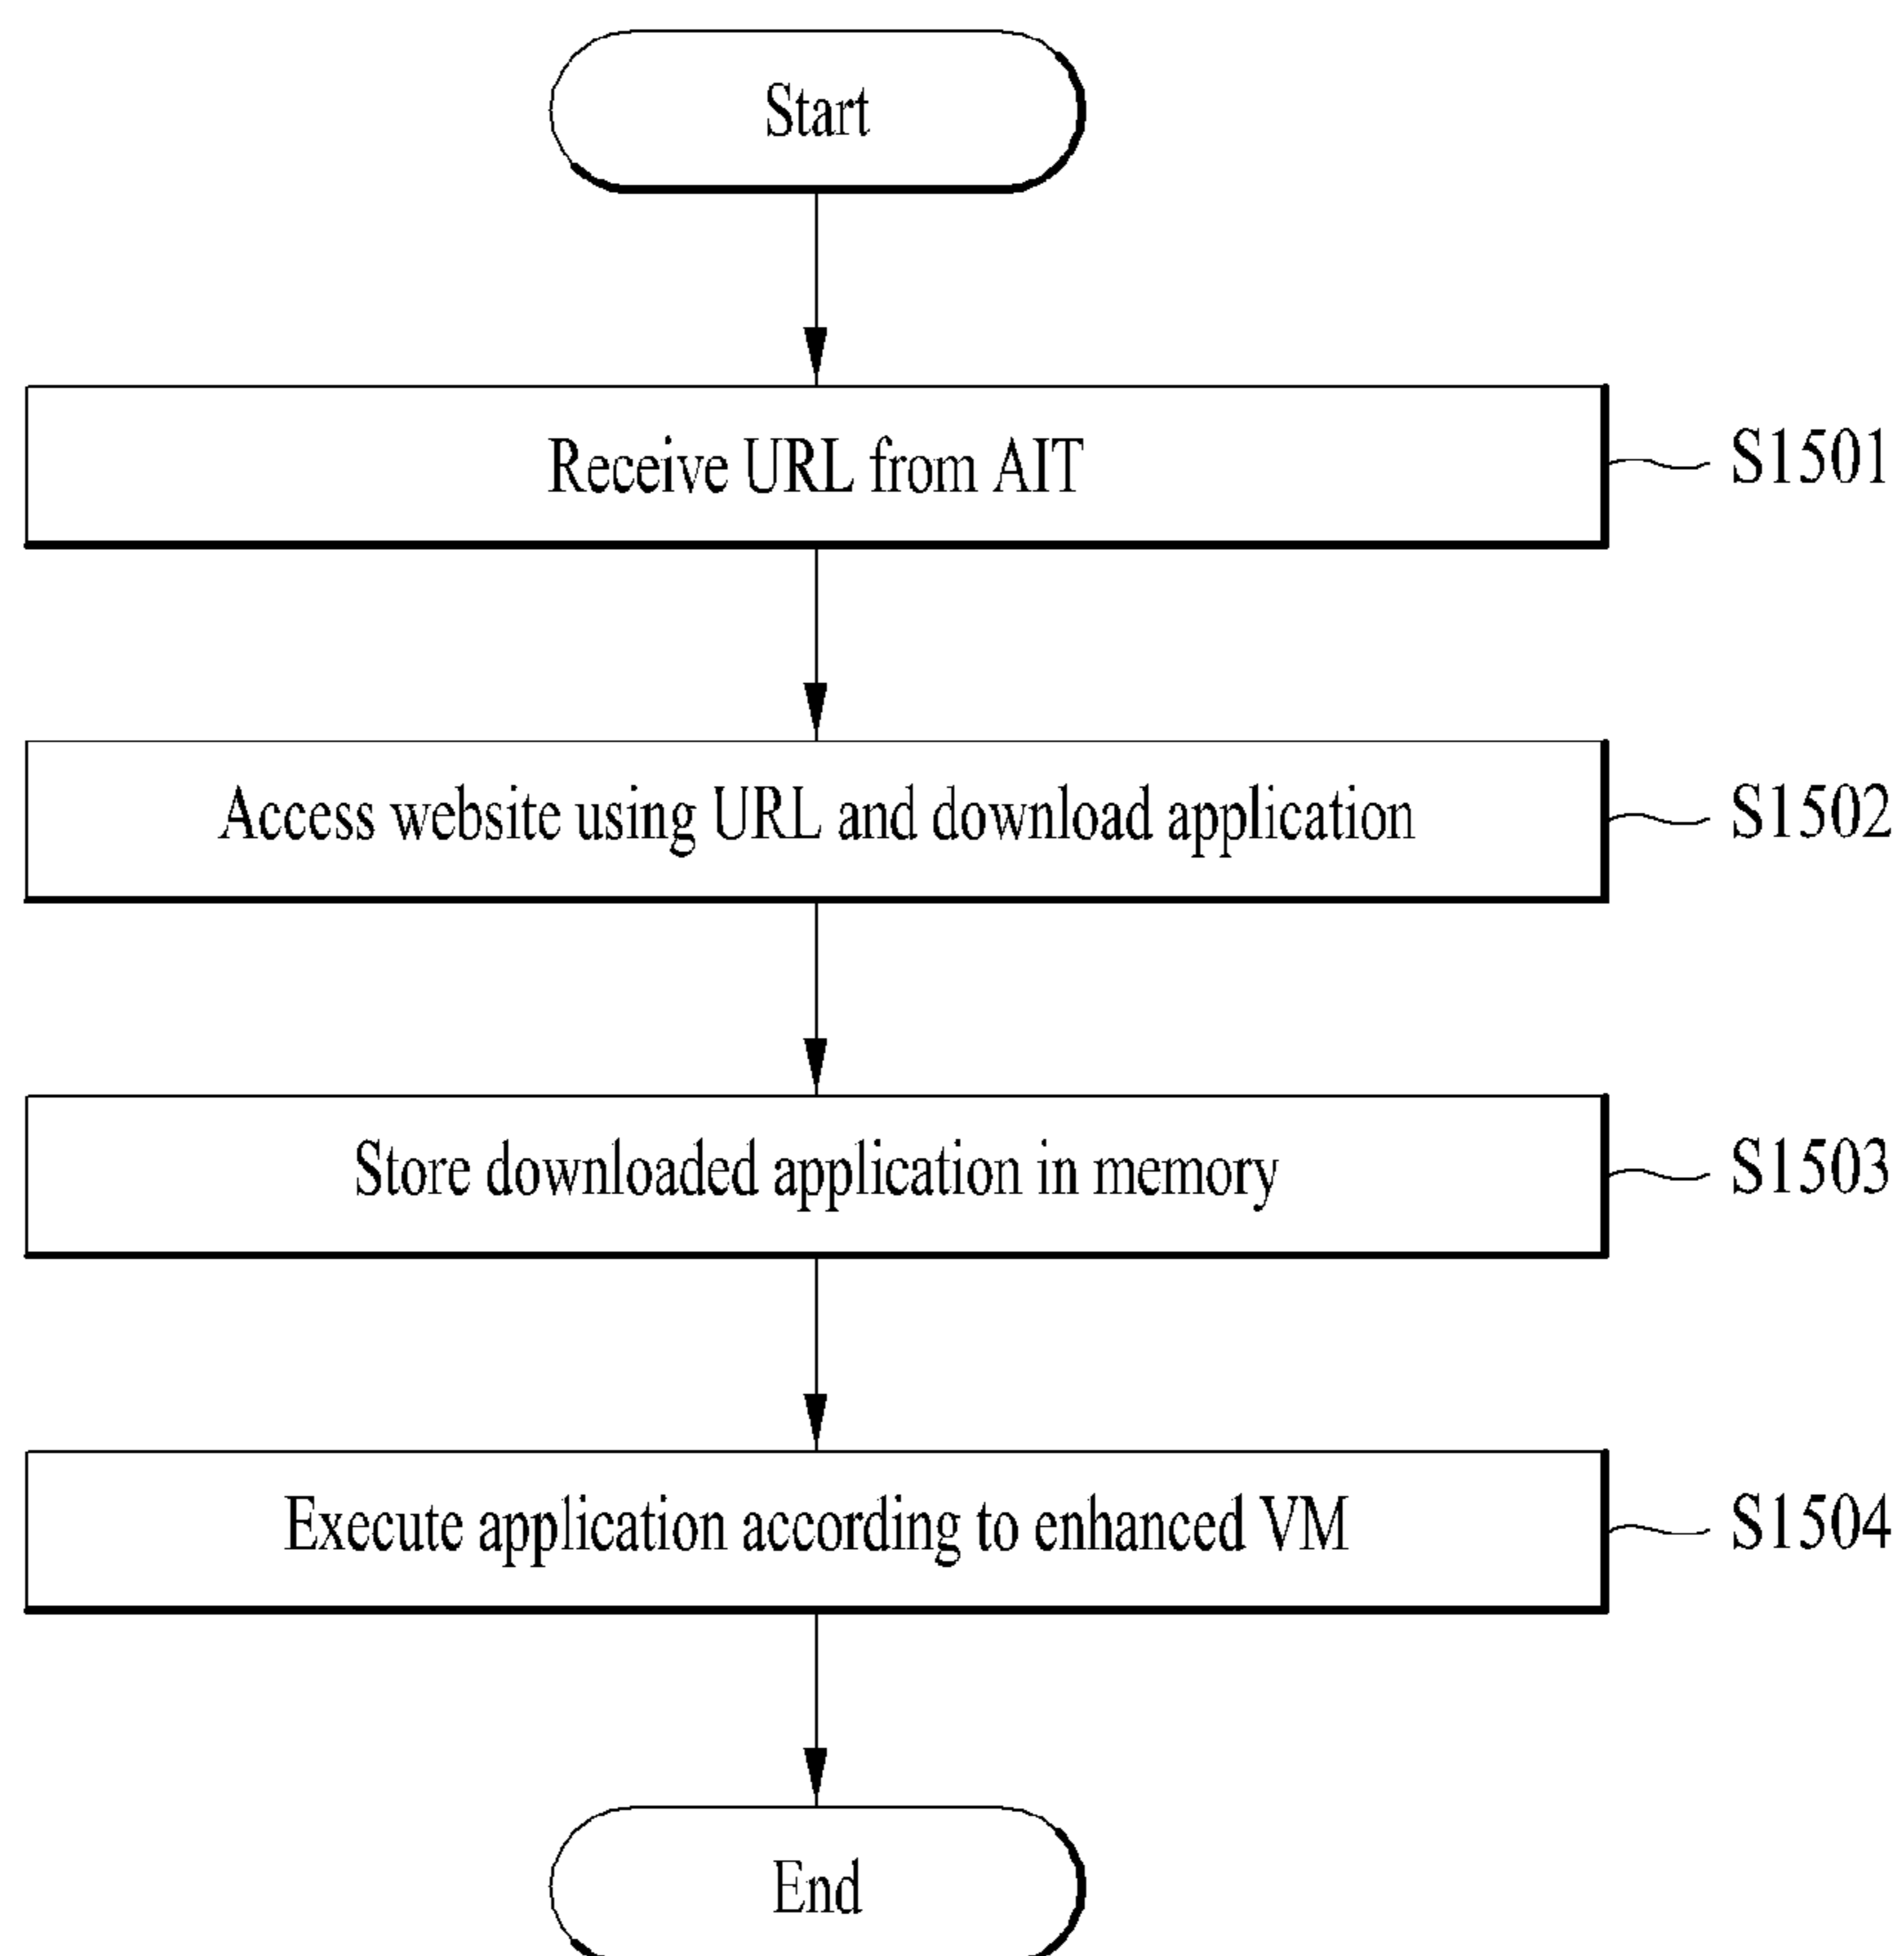 Start
Receive URL from AIT
S1501
Access website using URL and download application
S1502
Store downloaded application in memory
S1503
Execute application according to enhanced VM
S1504
End